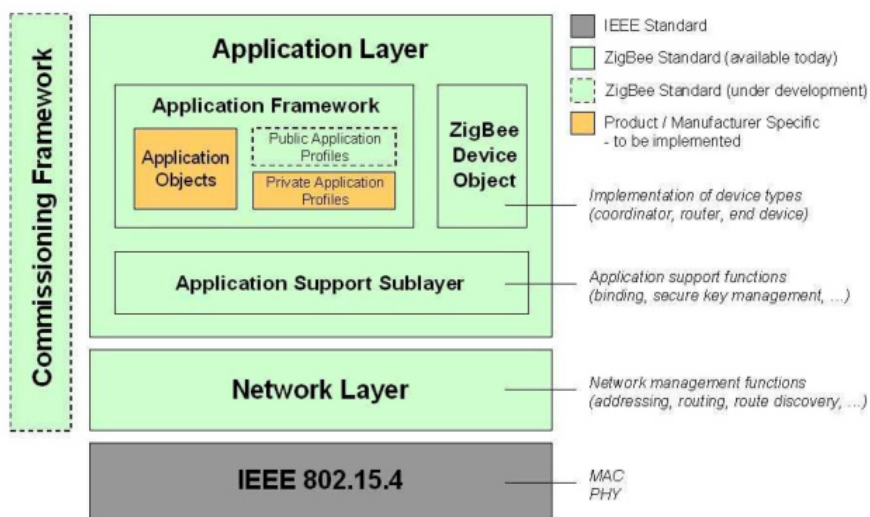 Commissioning Framework
Application Layer
Application Framework
Application
Objects
Public Application
Profiles
Private Application
Profiles
ZigBee
Device
Object
Application Support Sublayer
Network Layer
IEEE 802.15.4
IEEE Standard
ZigBee Standard (available today)
ZigBee Standard (under development)
Product / Manufacturer Specific
- to be implemented
Implementation of device types
(coordinator, router, end device)
Application support functions
(binding, secure key management, ...)
Network management functions
(addressing, routing, route discovery, ...)
MAC
PHY